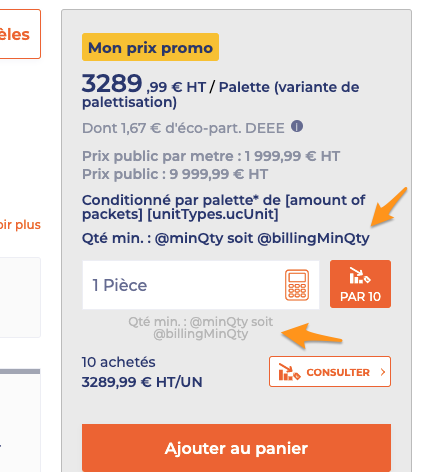 èles
Mon prix promo
3289 ,99 € HT / Palette (variante de
palettisation)
Dont 1,67 € d'éco-part. DEEE i
Prix public par metre : 1 999,99 € HT
Prix public : 9 999,99 € HT
Conditionné par palette* de [amount of
packets] [unitTypes.ucUnit]
oir plus
Qté min. : @minQty soit @billingMinQty
1 Pièce
PAR 10
Qté min. : @minQty soit
@billingMinQty
10 achetés
3289,99 € HT/UN
CONSULTER >
Ajouter au panier